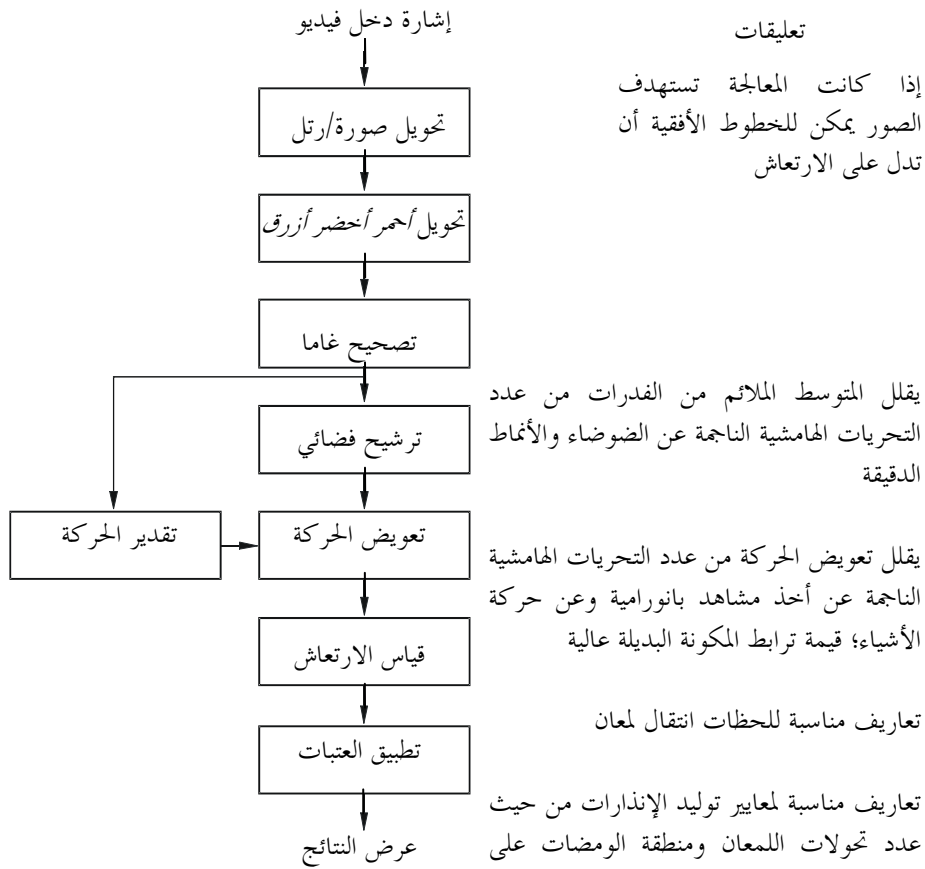 إشارة دخل فيديو
تعليقات
إذا كانت المعالجة تستهدف
الصور يمكن للخطوط الأفقية أن
تدل على الارتعاش
تحويل صورة/رتل
تحويل أحمر أخضر أزرق
تصحيح غاما
يقلل المتوسط الملائم من الفدرات من عدد
التحريات الهامشية الناجمة عن الضوضاء والأنماط
الدقيقة
ترشيح فضائي
تعويض الحركة
تقدير الحركة
يقلل تعويض الحركة من عدد التحريات الهامشية
الناجمة عن أخذ مشاهد بانورامية وعن حركة
الأشياء؛ قيمة ترابط المكونة البديلة عالية
قياس الارتعاش
تعاريف مناسبة للحظات انتقال لمعان
تطبيق العتبات
تعاريف مناسبة لمعايير توليد الإنذارات من حيث
عدد تحولات اللمعان ومنطقة الومضات على
عرض النتائج